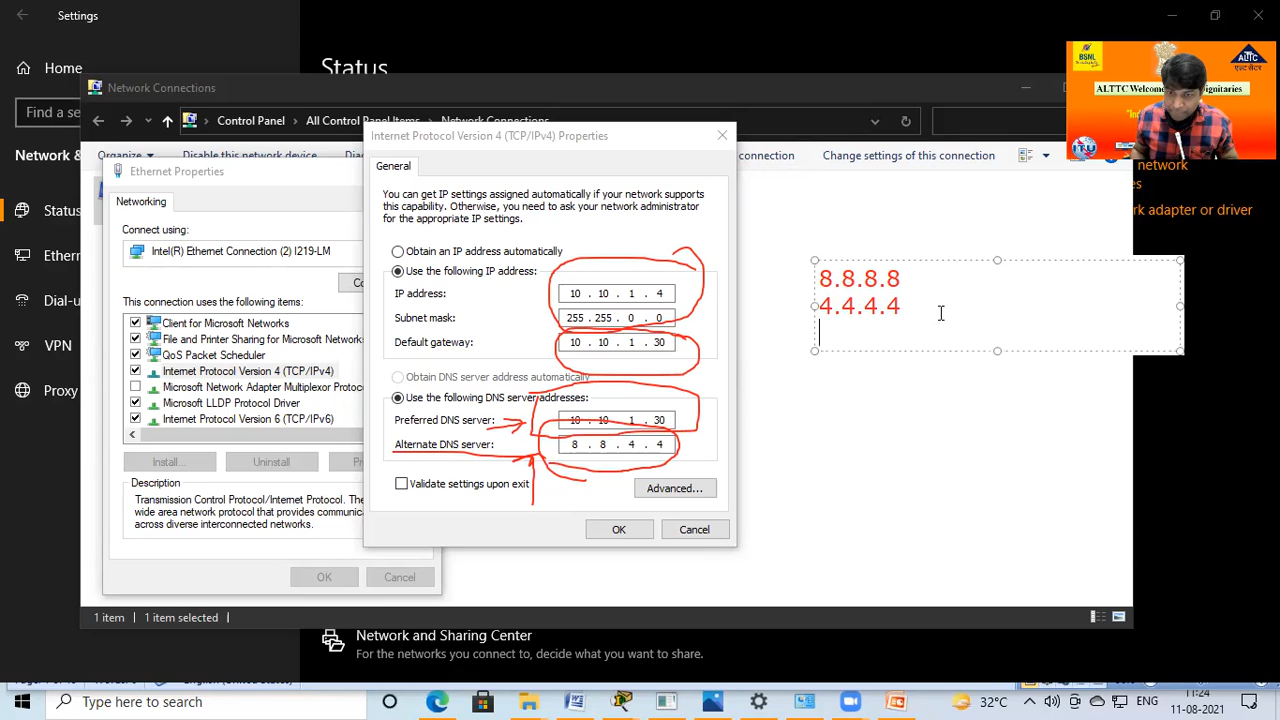 Settings
Home
Find a se
Network &
Status
Ethern
Dial-u
VPN
Proxy
Status
Network Connections
Control Panel
All Control Panel Items
Network Connections
Organize
Disable this network device
connection
Change settings of this connection
Ethernet Properties
Networking
Connect using:
Intel(R) Ethernet Connection (2) I219-LM
This connection uses the following items:
Client for Microsoft Networks
File and Printer Sharing for Microsoft
QoS Packet Scheduler
Internet Protocol Version 4 (TCP/IPv4)
Microsoft Network Adapter Multiplexor Protoc
Microsoft LLDP Protocol Driver
Internet Protocol Version 6 (TCP/IPv6)
Install...
Uninstall
Description
Transmission Control Protocol/Internet Protocol. The
wide area network protocol that provides communicat
across diverse interconnected networks.
OK
Cancel
1 item
1 item selected
Internet Protocol Version 4 (TCP/IPv4) Properties
General
You can get IP settings assigned automatically if your network supports
this capability. Otherwise, you need to ask your network administrator
for the appropriate IP settings.
Obtain an IP address automatically
Use the following IP address:
IP address: 10 . 10 . 1 . 4
Subnet mask: 255 . 255 . 0 . 0
Default gateway: 10 . 10 . 1 . 30
Obtain DNS server address automatically
Use the following DNS server addresses:
Preferred DNS server: 10 . 10 . 1 . 30
Alternate DNS server: 8 . 8 . 4 . 4
Validate settings upon exit
Advanced...
OK
Cancel
8.8.8.8
4.4.4.4
BSNL
ALTTC
एल्ट सेंटर
ALTTC Welcome
Dignitaries
ITU
network
es
rk adapter or driver
Network and Sharing Center
For the networks you connect to, decide what you want to share.
Type here to search
32°C
11:24
11-08-2021